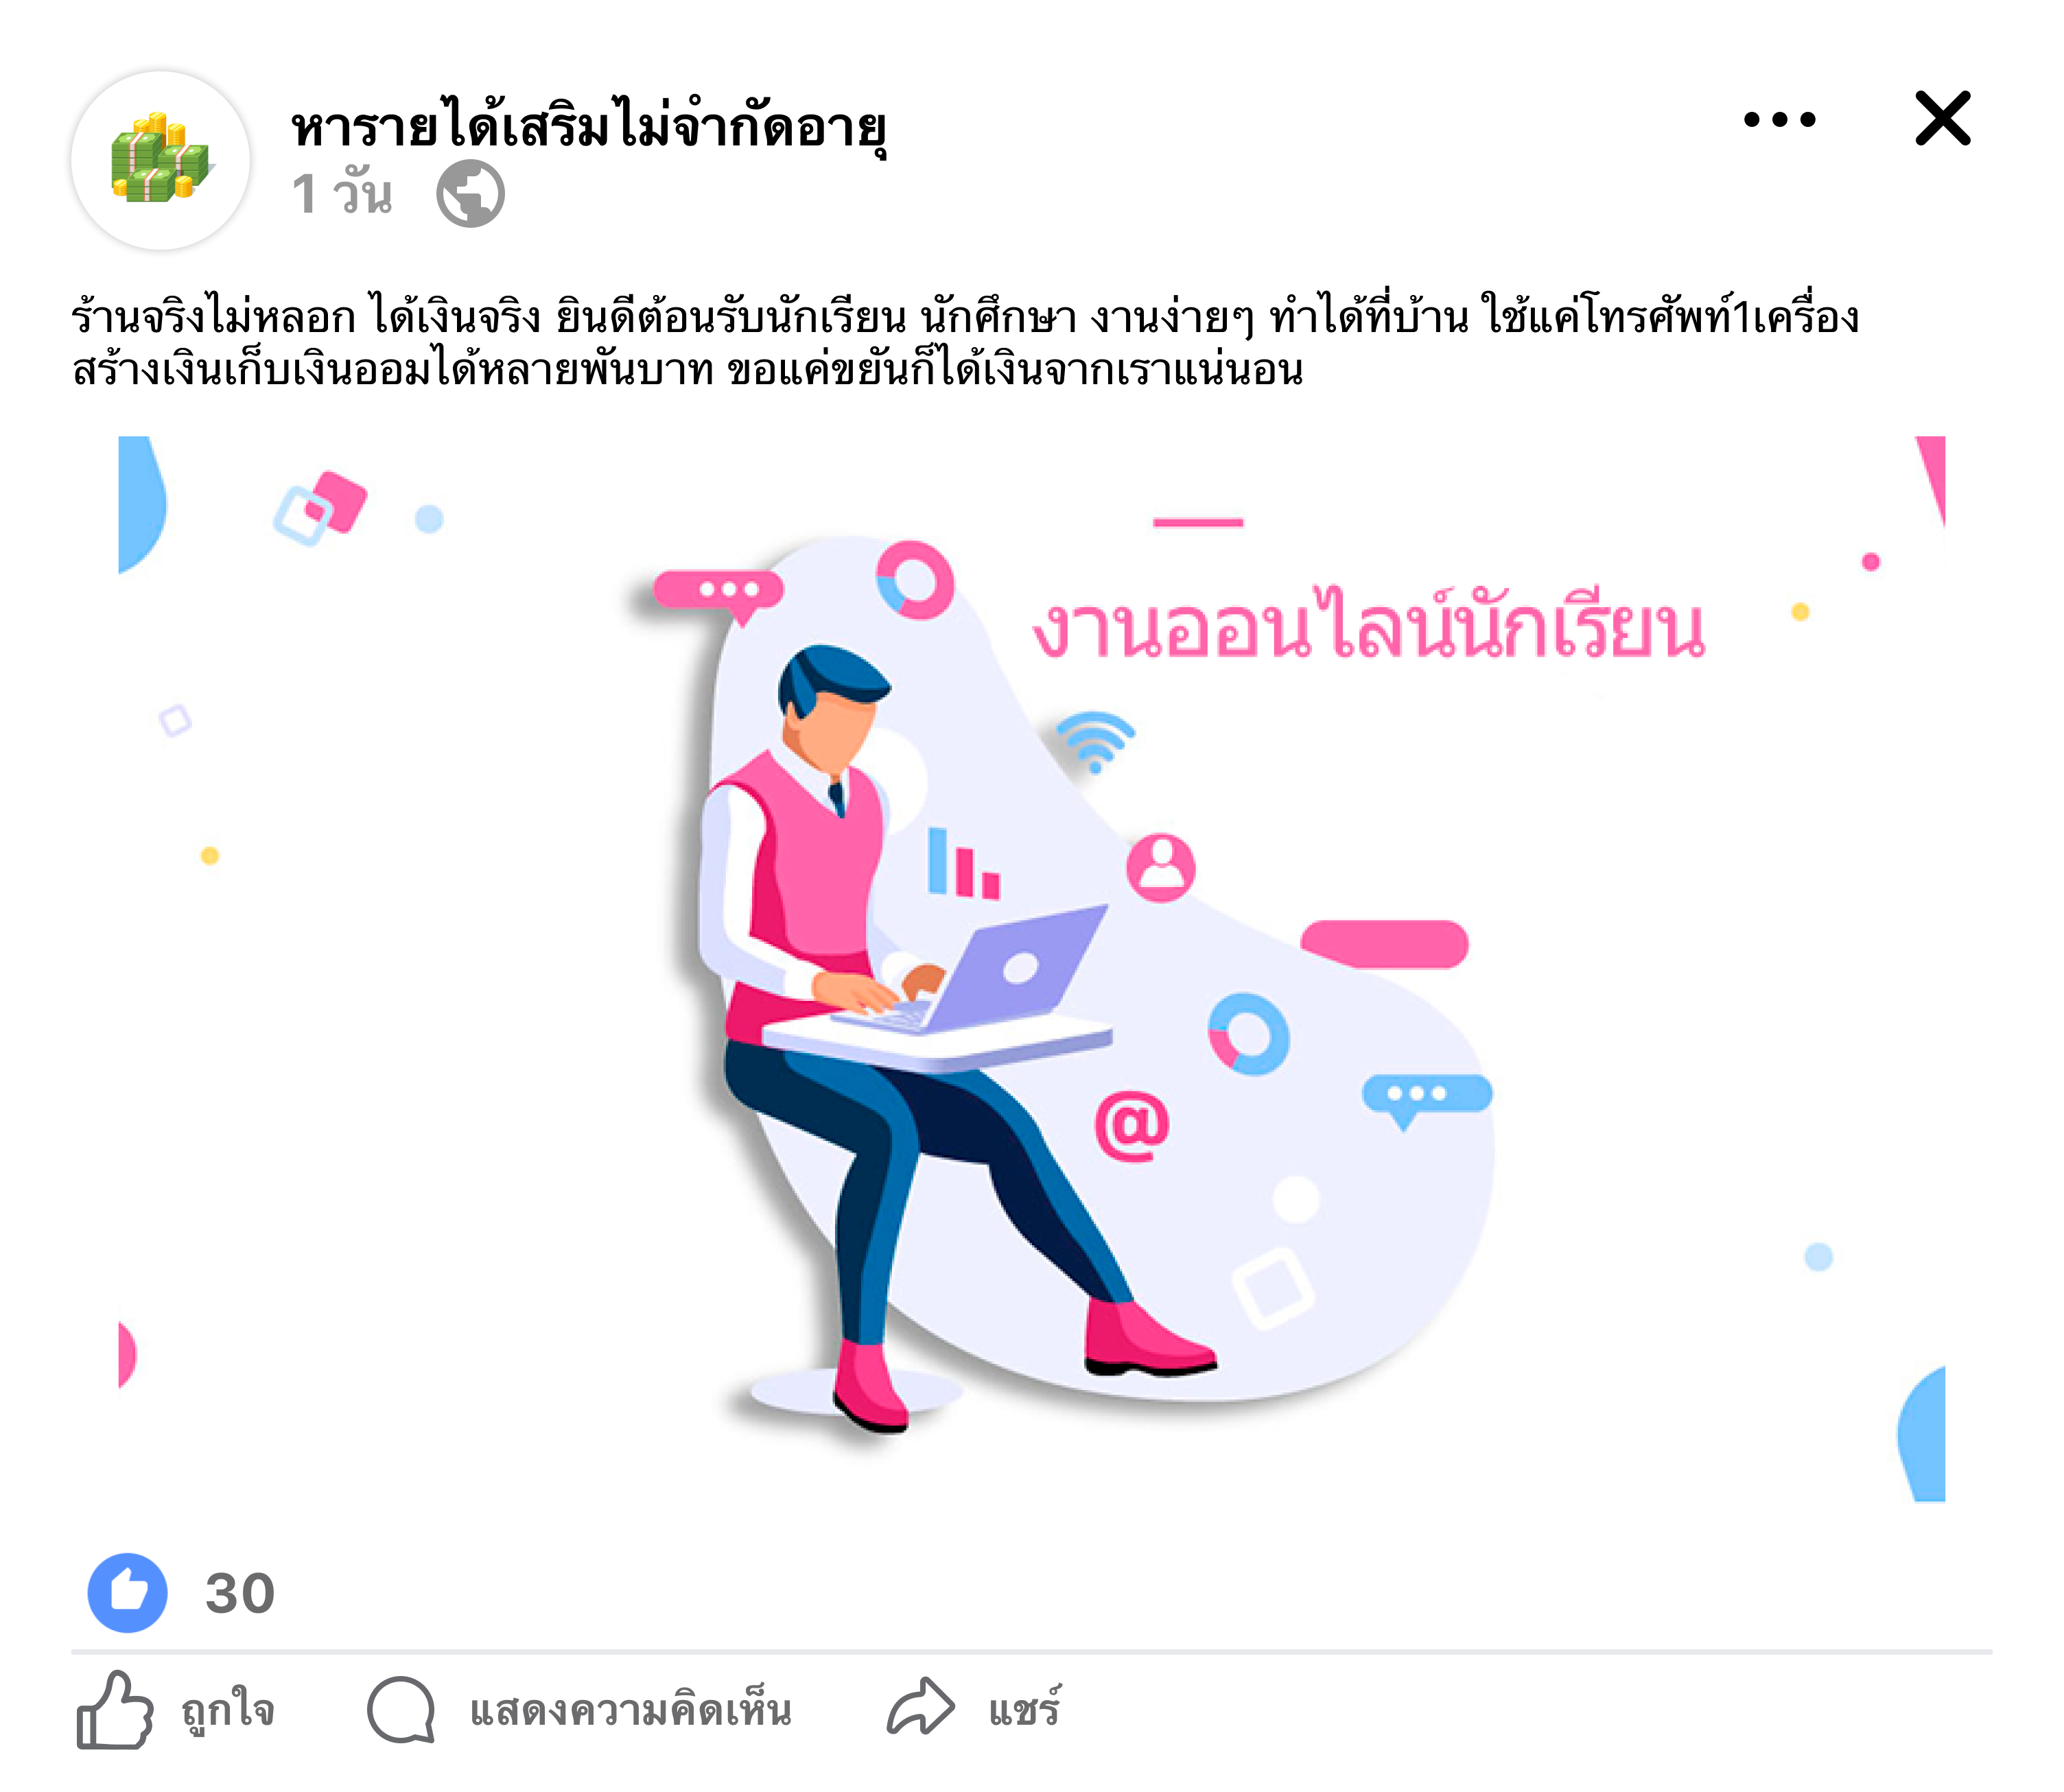 หารายได้เสริมไม่จำกัดอายุ
1 วัน
ร้านจริงไม่หลอก ได้เงินจริง ยินดีต้อนรับนักเรียน นักศึกษา งานง่ายๆ ทำได้ที่บ้าน ใช้แค่โทรศัพท์1เครื่อง
สร้างเงินเก็บเงินออมได้หลายพันบาท ขอแค่ขยันก็ได้เงินจากเราแน่นอน
งานออนไลน์นักเรียน
@
30
ถูกใจ แสดงความคิดเห็น แชร์